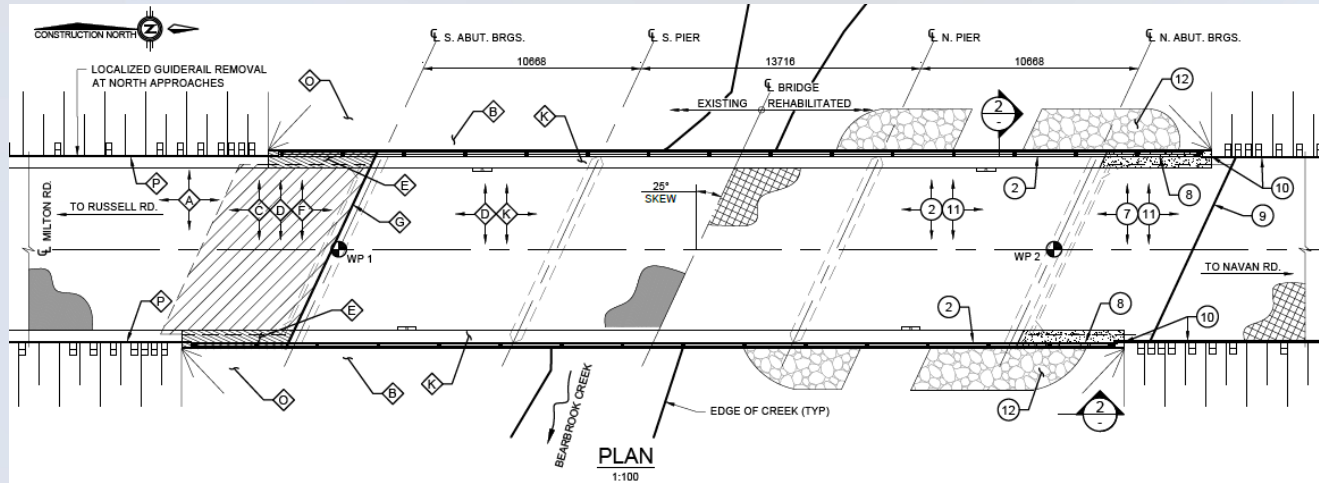 CONSTRUCTION NORTH
N
℄ S. ABUT. BRGS.
℄ S. PIER
℄ N. PIER
℄ N. ABUT. BRGS.
10668
13716
10668
LOCALIZED GUIDERAIL REMOVAL
AT NORTH APPROACHES
℄ BRIDGE
EXISTING
REHABILITATED
O
B
K
2
-
12
P
E
2
8
10
A
C
D
F
G
D
K
25°
SKEW
2
11
7
11
9
TO RUSSELL RD.
℄ MILTON RD.
WP 1
WP 2
TO NAVAN RD.
P
E
2
8
10
O
B
K
BEARBROOK CREEK
EDGE OF CREEK (TYP)
12
2
-
PLAN
1:100